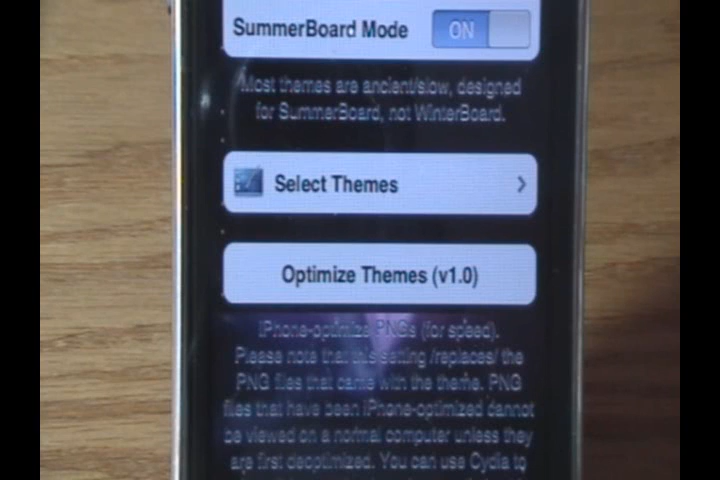 SummerBoard Mode ON
Most themes are ancient/slow, designed
for SummerBoard, not WinterBoard.
Select Themes
Optimize Themes (v1.0)
iPhone-optimize PNGs (for speed).
Please note that this setting /replaces/ the
PNG files that came with the theme. PNG
files that have been iPhone-optimized cannot
be viewed on a normal computer unless they
are first deoptimized. You can use Cydia to